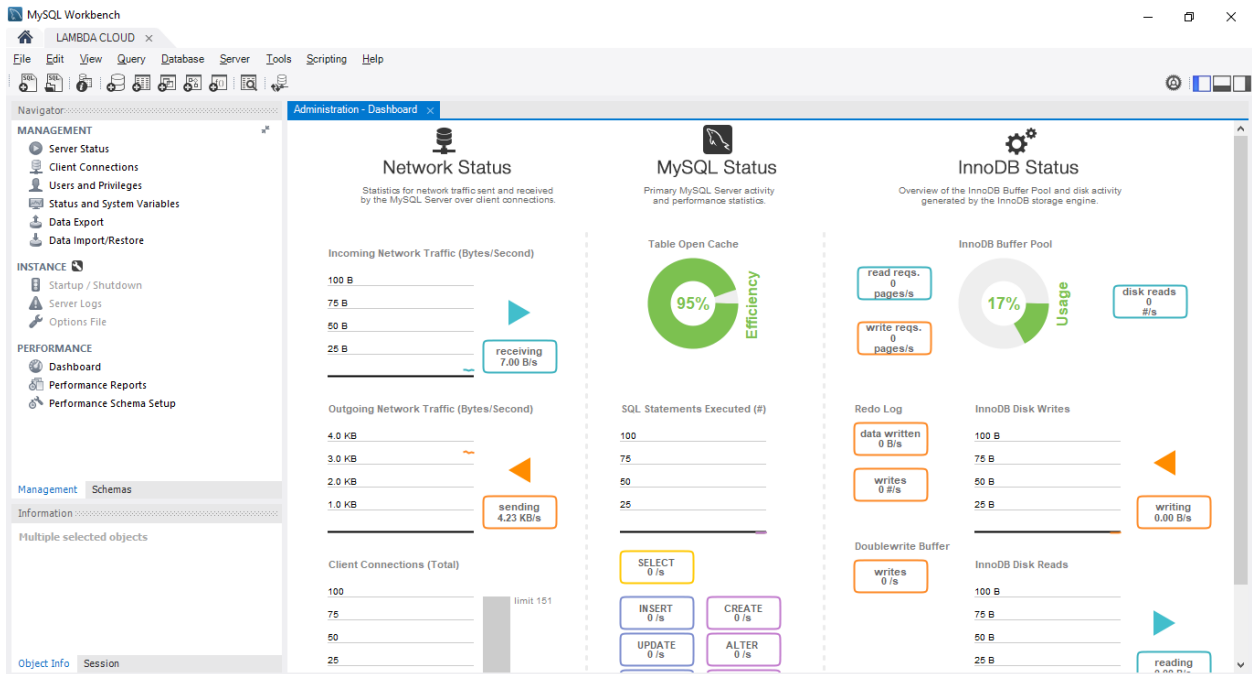 MySQL Workbench
LAMBDA CLOUD
File Edit View Query Database Server Tools Scripting Help
Navigator
MANAGEMENT
Server Status
Client Connections
Users and Privileges
Status and System Variables
Data Export
Data Import/Restore
INSTANCE
Startup / Shutdown
Server Logs
Options File
PERFORMANCE
Dashboard
Performance Reports
Performance Schema Setup
Management Schemas
Information
Multiple selected objects
Object Info Session
Administration - Dashboard
Network Status
Statistics for network traffic sent and received
by the MySQL Server over client connections.
Incoming Network Traffic (Bytes/Second)
100 B
75 B
50 B
25 B
receiving
7.00 B/s
Outgoing Network Traffic (Bytes/Second)
4.0 KB
3.0 KB
2.0 KB
1.0 KB
sending
4.23 KB/s
Client Connections (Total)
100
75
50
25
limit 151
MySQL Status
Primary MySQL Server activity
and performance statistics.
Table Open Cache
95%
Efficiency
SQL Statements Executed (#)
100
75
50
25
SELECT
0 /s
INSERT
0 /s
CREATE
0 /s
UPDATE
0 /s
ALTER
0 /s
InnoDB Status
Overview of the InnoDB Buffer Pool and disk activity
generated by the InnoDB storage engine.
InnoDB Buffer Pool
read reqs.
0
pages/s
write reqs.
0
pages/s
17%
Usage
disk reads
0
#/s
Redo Log
data written
0 B/s
writes
0 #/s
Doublewrite Buffer
writes
0 /s
InnoDB Disk Writes
100 B
75 B
50 B
25 B
writing
0.00 B/s
InnoDB Disk Reads
100 B
75 B
50 B
25 B
reading